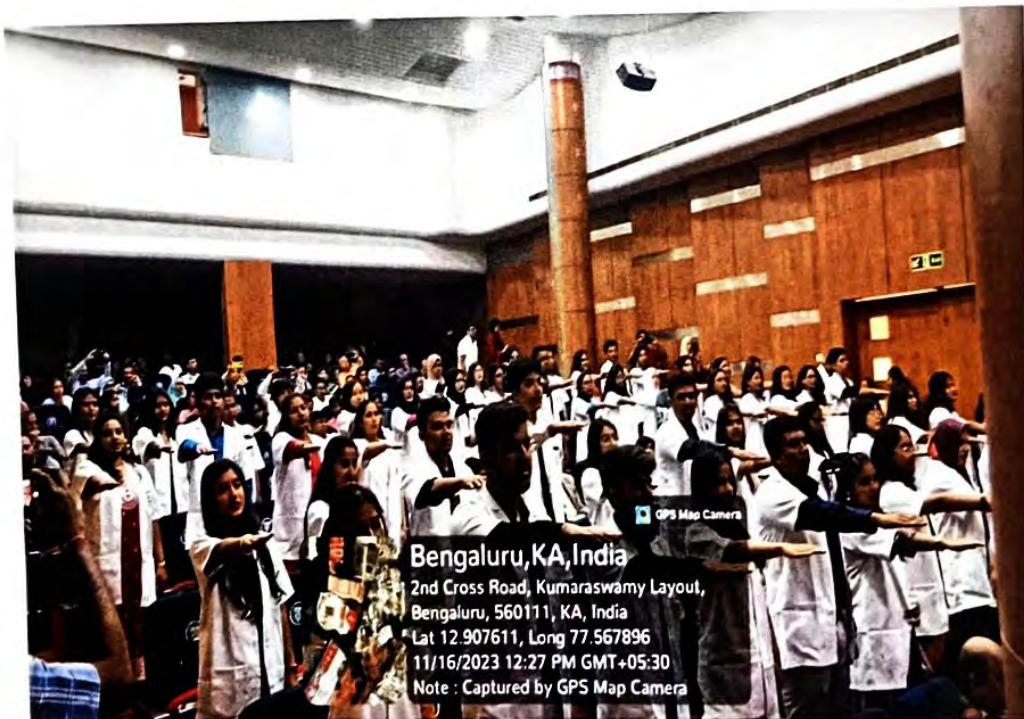 GPS Map Camera
Bengaluru,KA,India
2nd Cross Road, Kumaraswamy Layout,
Bengaluru, 560111, KA, India
Lat 12.907611, Long 77.567896
11/16/2023 12:27 PM GMT+05:30
Note : Captured by GPS Map Camera